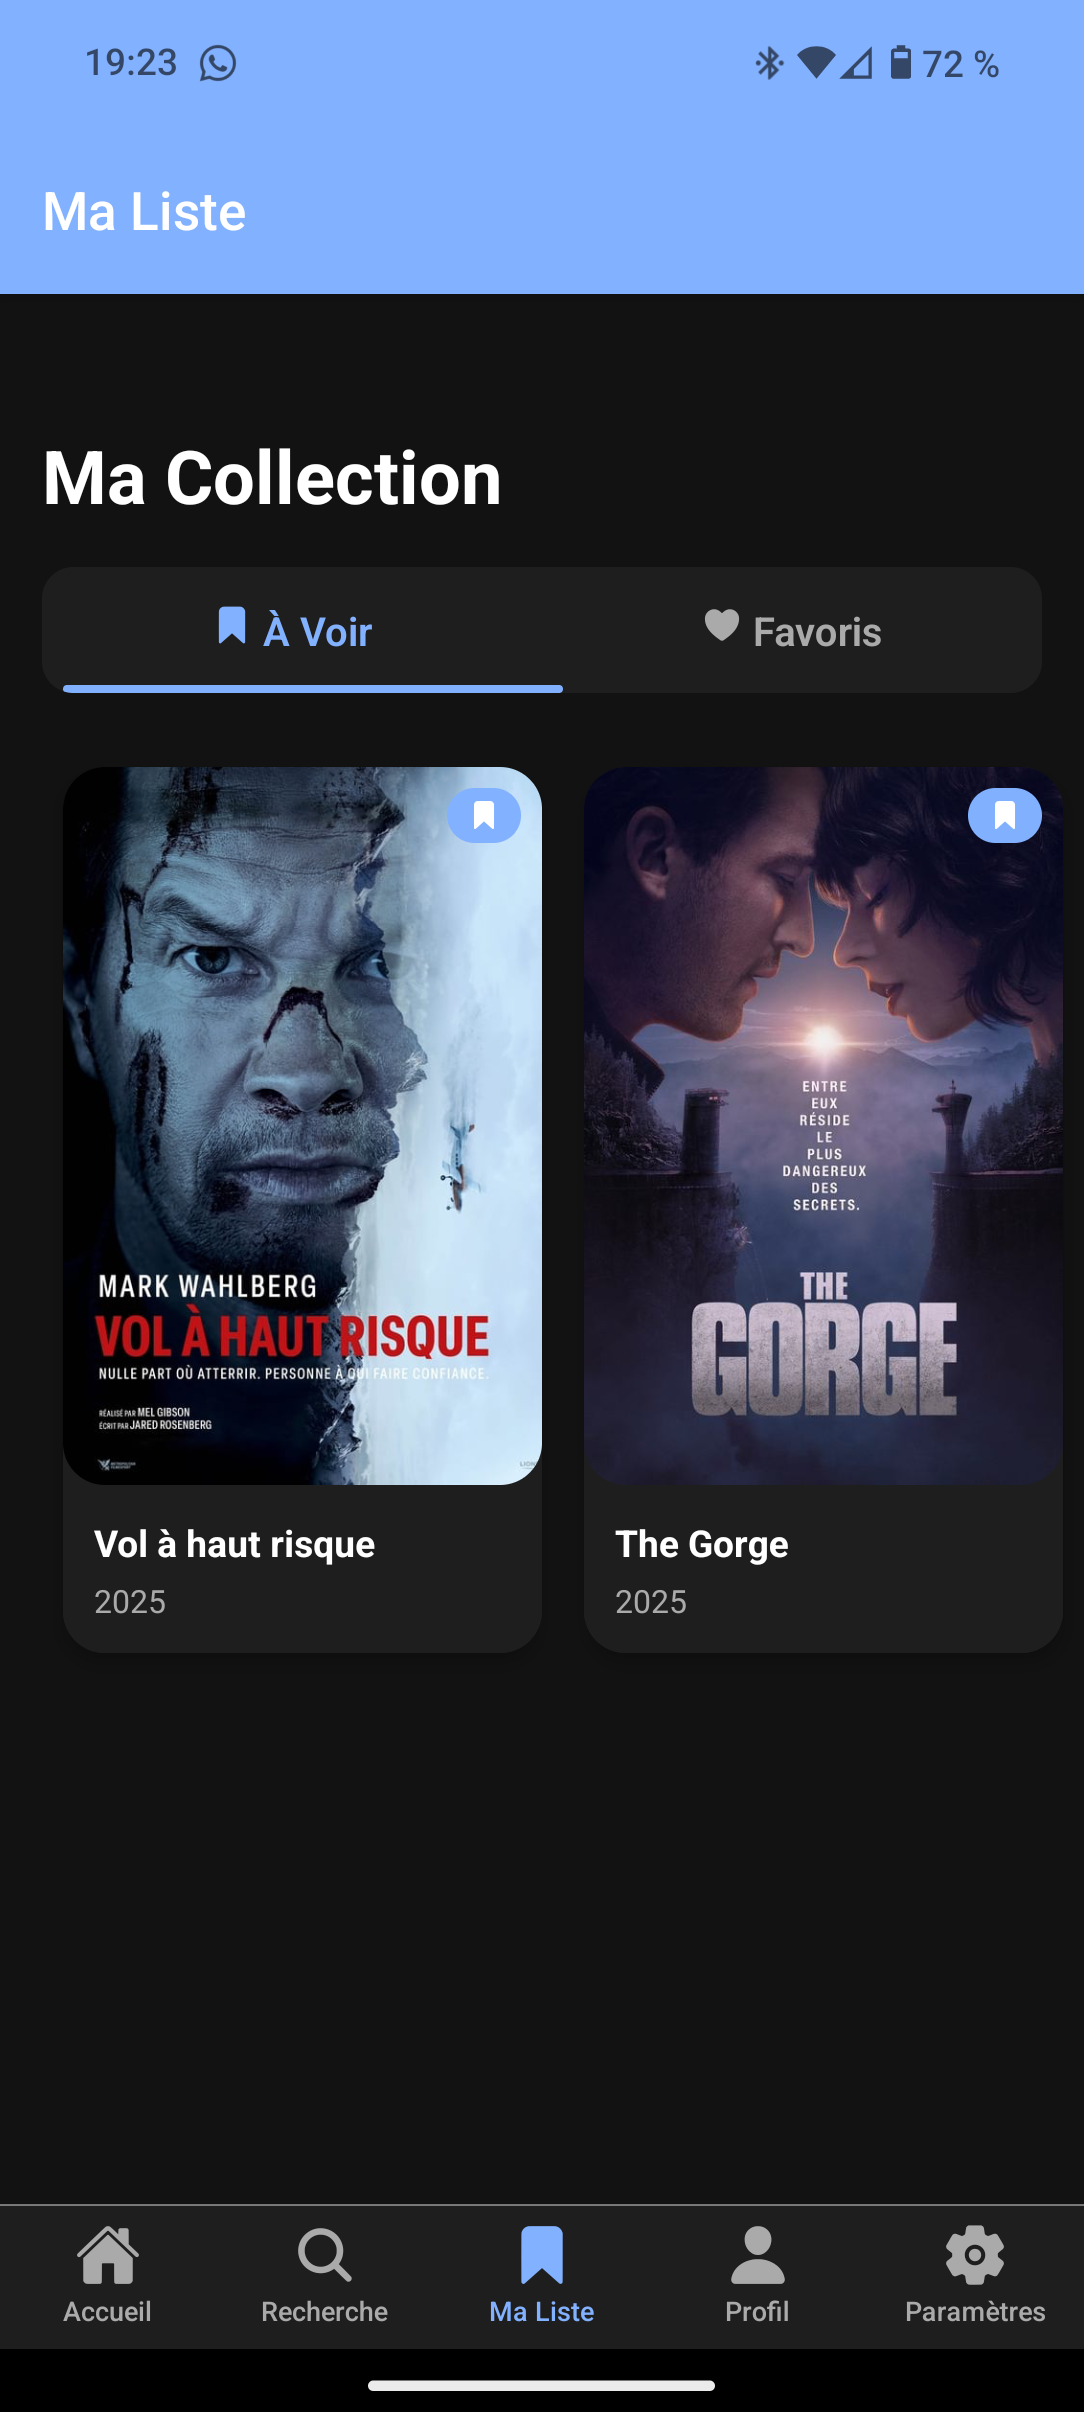 19:23
72 %
Ma Liste
Ma Collection
À Voir
Favoris
MARK WAHLBERG
VOL À HAUT RISQUE
NULLE PART OÙ ATTERRIR. PERSONNE À QUI FAIRE CONFIANCE.
RÉALISÉ PAR MEL GIBSON
ÉCRIT PAR JARED ROSENBERG
ENTRE
EUX
RÉSIDE
LE
PLUS
DANGEREUX
DES
SECRETS.
THE
GORGE
Vol à haut risque
2025
The Gorge
2025
Accueil
Recherche
Ma Liste
Profil
Paramètres